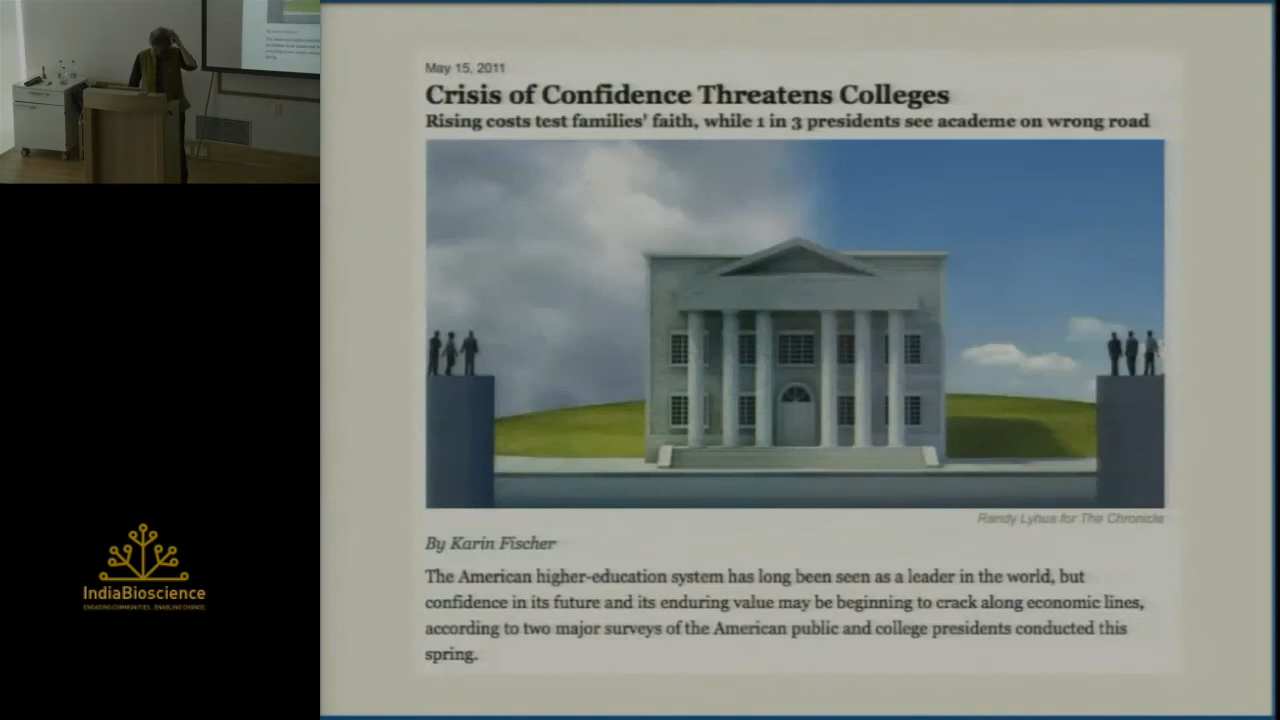 May 15, 2011
Crisis of Confidence Threatens Colleges
Rising costs test families' faith, while 1 in 3 presidents see academe on wrong road
Randy Lyhus for The Chronicle
By Karin Fischer
The American higher-education system has long been seen as a leader in the world, but
confidence in its future and its enduring value may be beginning to crack along economic lines,
according to two major surveys of the American public and college presidents conducted this
spring.
IndiaBioscience
ENGAGING COMMUNITIES . ENABLING CHANGE